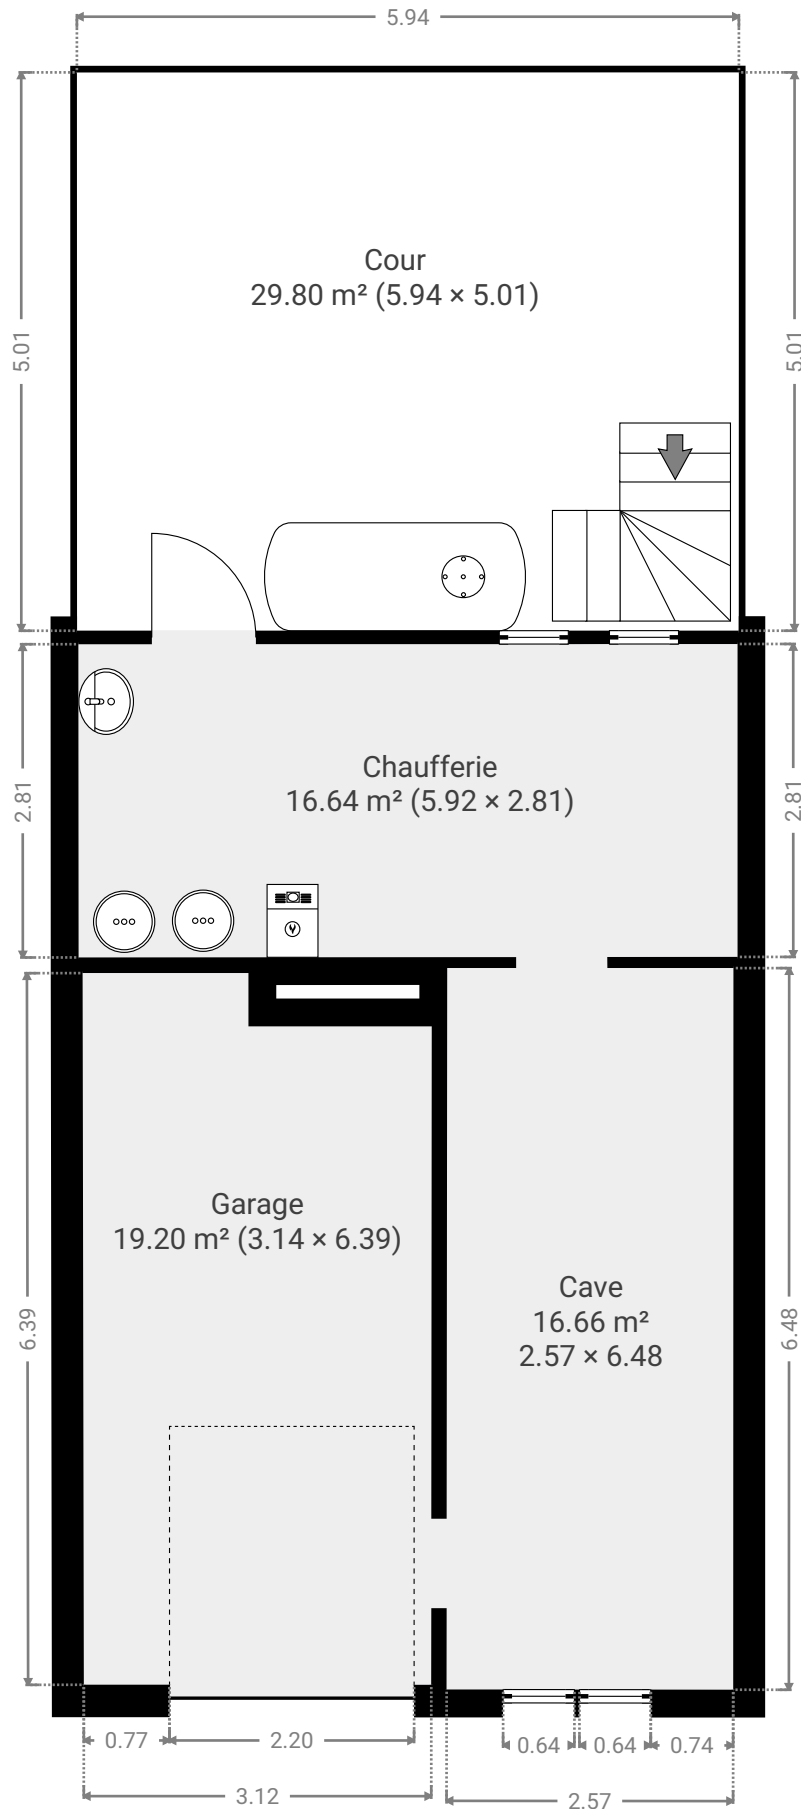 5.94
Cour
29.80 m² (5.94 × 5.01)
5.01
5.01
Chaufferie
16.64 m² (5.92 × 2.81)
2.81
2.81
Garage
19.20 m² (3.14 × 6.39)
Cave
16.66 m²
2.57 × 6.48
6.39
6.48
0.77
2.20
0.64
0.64
0.74
3.12
2.57